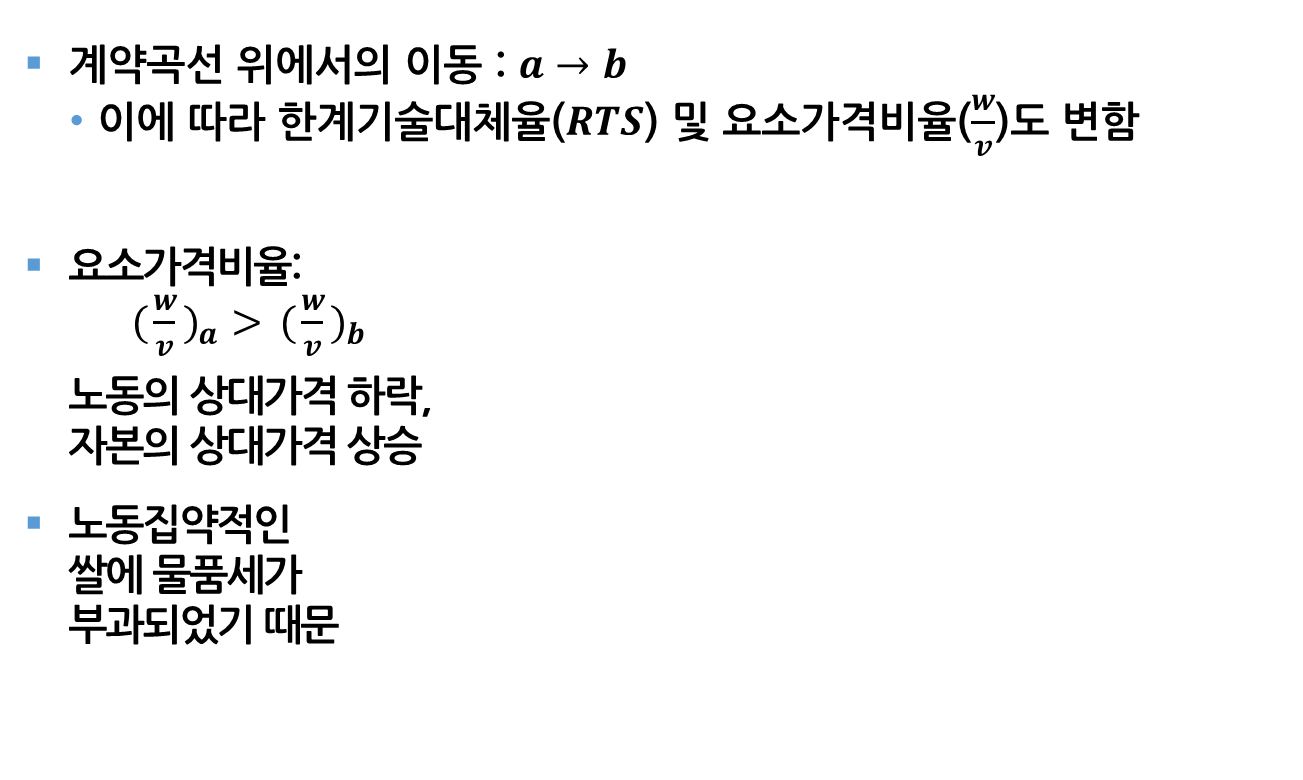 ▪ 계약곡선 위에서의 이동 : a → b
• 이에 따라 한계기술대체율(RTS) 및 요소가격비율(w/v)도 변함
▪ 요소가격비율:
(w/v)a > (w/v)b
노동의 상대가격 하락,
자본의 상대가격 상승
▪ 노동집약적인
쌀에 물품세가
부과되었기 때문